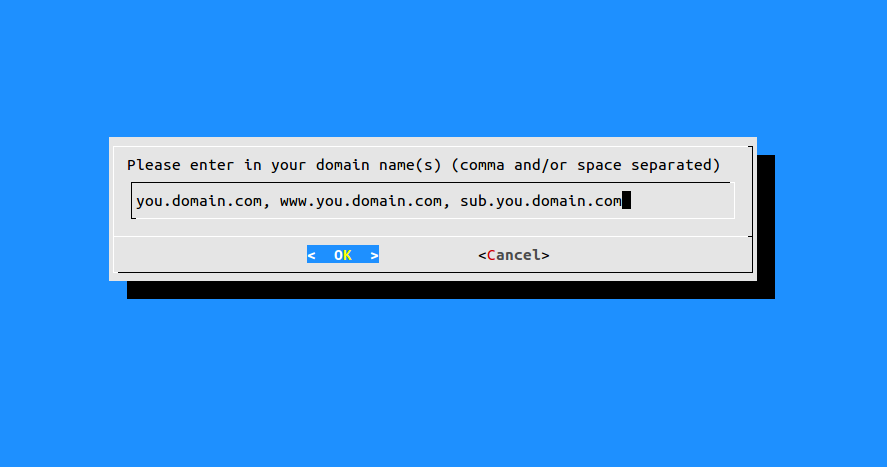 Please enter in your domain name(s) (comma and/or space separated)
you.domain.com, www.you.domain.com, sub.you.domain.com
<  OK  > <Cancel>